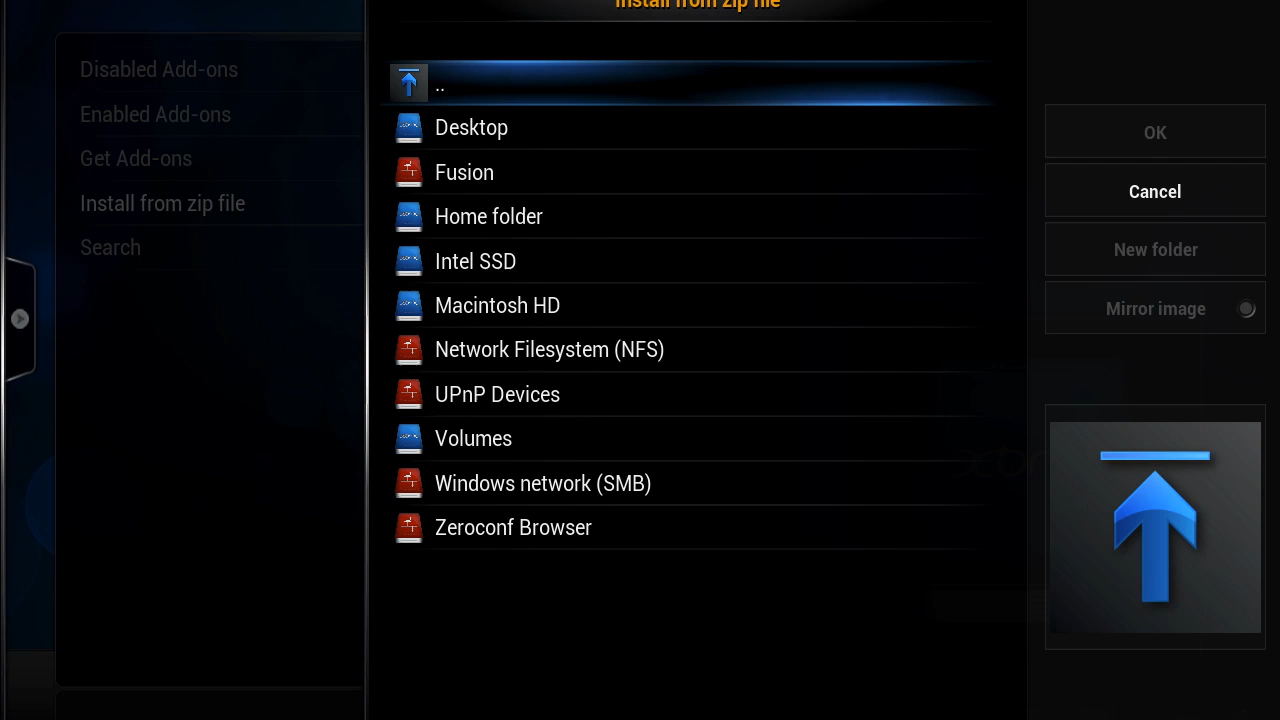 Install from zip file
Disabled Add-ons
Enabled Add-ons
Get Add-ons
Install from zip file
Search
..
Desktop
Fusion
Home folder
Intel SSD
Macintosh HD
Network Filesystem (NFS)
UPnP Devices
Volumes
Windows network (SMB)
Zeroconf Browser
OK
Cancel
New folder
Mirror image